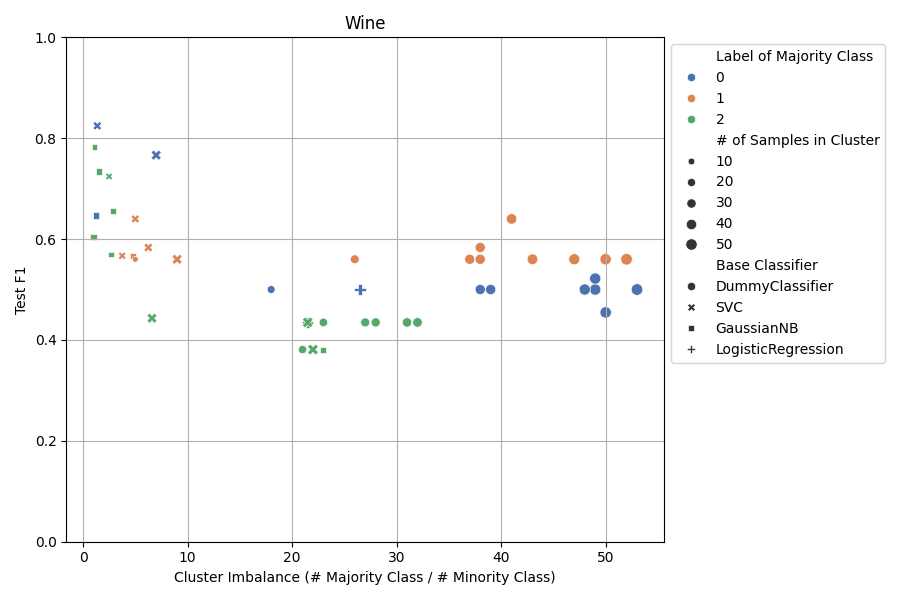 Wine
1.0
0.8
0.6
0.4
0.2
0.0
Test F1
0
10
20
30
40
50
Cluster Imbalance (# Majority Class / # Minority Class)
Label of Majority Class
0
1
2
# of Samples in Cluster
10
20
30
40
50
Base Classifier
DummyClassifier
SVC
GaussianNB
LogisticRegression